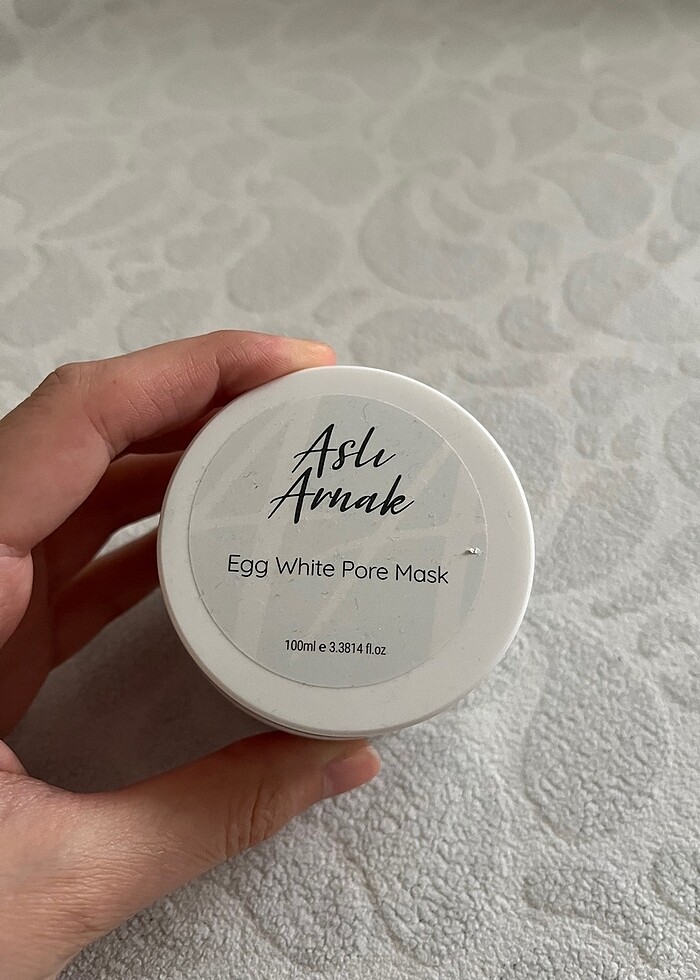 Aslı
Arnak
Egg White Pore Mask
100ml e 3.3814 fl.oz